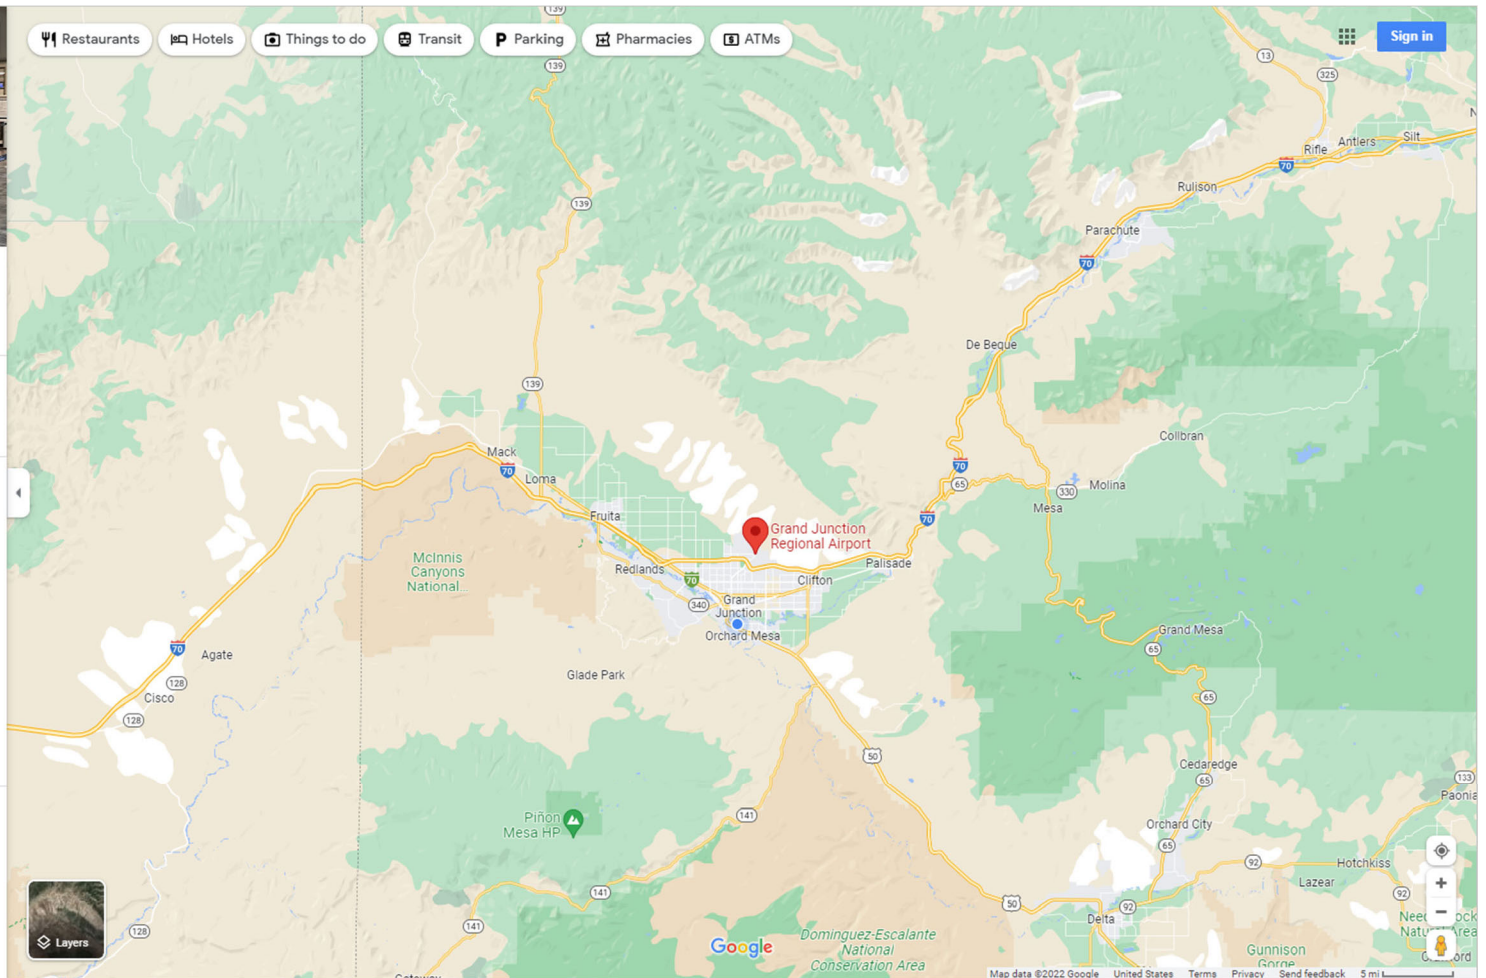 139
Restaurants
Hotels
Things to do
Transit
Parking
Pharmacies
ATMs
Sign in
13
139
325
Antlers
Silt
Rifle
70
Rulison
139
Parachute
70
De Beque
139
Collbran
Mack
70
70
Loma
65
330
Molina
Mesa
Fruita
70
Grand Junction
Regional Airport
McInnis
Canyons
National...
Redlands
70
Clifton
Palisade
340
Grand
Junction
Orchard Mesa
Grand Mesa
65
70
Agate
Glade Park
128
Cisco
65
128
50
Cedaredge
65
133
Paonia
Piñon
Mesa HP
141
Orchard City
65
92
Hotchkiss
Lazear
92
141
50
92
Delta
141
128
Layers
Google
Dominguez-Escalante
National
Conservation Area
Gunnison
Gorge
Map data ©2022 Google
United States
Terms
Privacy
Send feedback
5 mi